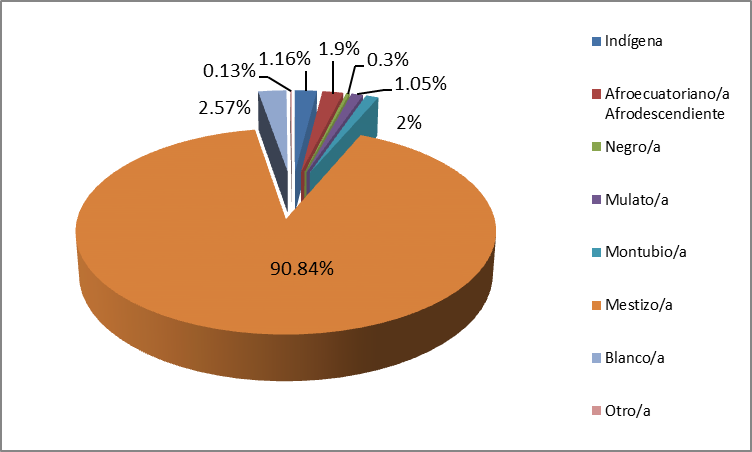 0.13%
1.16%
1.9%
0.3%
1.05%
2.57%
2%
90.84%
Indígena
Afroecuatoriano/a
Afrodescendiente
Negro/a
Mulato/a
Montubio/a
Mestizo/a
Blanco/a
Otro/a